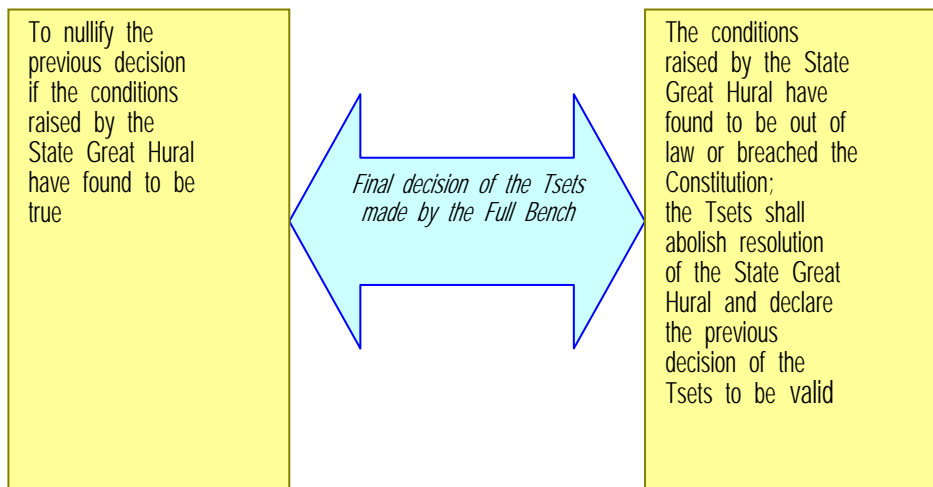 To nullify the
previous decision
if the conditions
raised by the
State Great Hural
have found to be
true
Final decision of the Tsets
made by the Full Bench
The conditions
raised by the State
Great Hural have
found to be out of
law or breached the
Constitution;
the Tsets shall
abolish resolution
of the State Great
Hural and declare
the previous
decision of the
Tsets to be valid